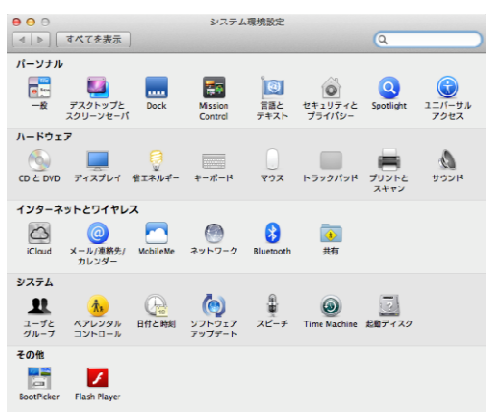 システム環境設定
すべてを表示
パーソナル
一般
デスクトップと
スクリーンセーバ
Dock
Mission
Control
言語と
テキスト
セキュリティと
プライバシー
Spotlight
ユニバーサル
アクセス
ハードウェア
CD と DVD
ディスプレイ
省エネルギー
キーボード
マウス
トラックパッド
プリントと
スキャン
サウンド
インターネットとワイヤレス
iCloud
メール/連絡先/
カレンダー
MobileMe
ネットワーク
Bluetooth
共有
システム
ユーザと
グループ
ペアレンタル
コントロール
日付と時刻
ソフトウェア
アップデート
スピーチ
Time Machine
起動ディスク
その他
BootPicker
Flash Player